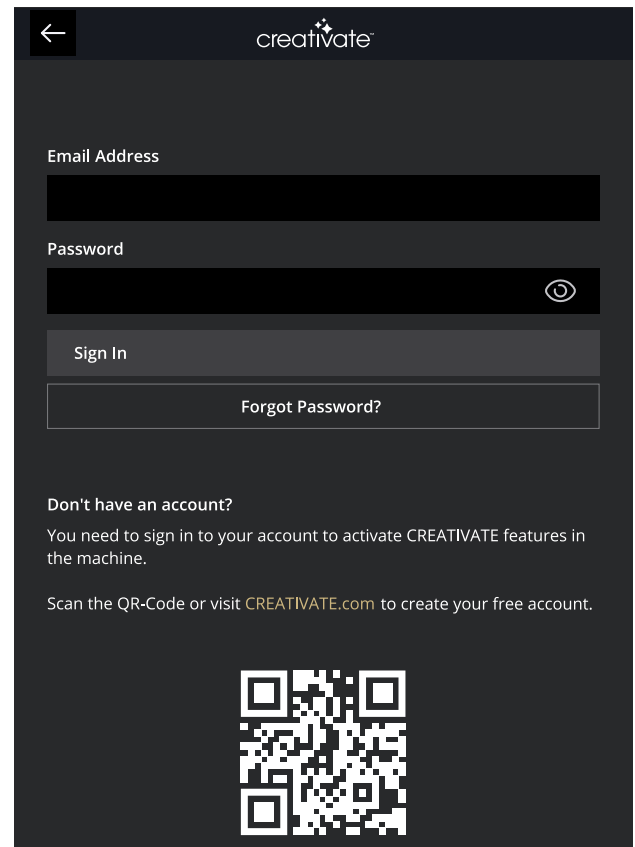 creativate™
Email Address
Password
Sign In
Forgot Password?
Don't have an account?
You need to sign in to your account to activate CREATIVATE features in
the machine.
Scan the QR-Code or visit CREATIVATE.com to create your free account.